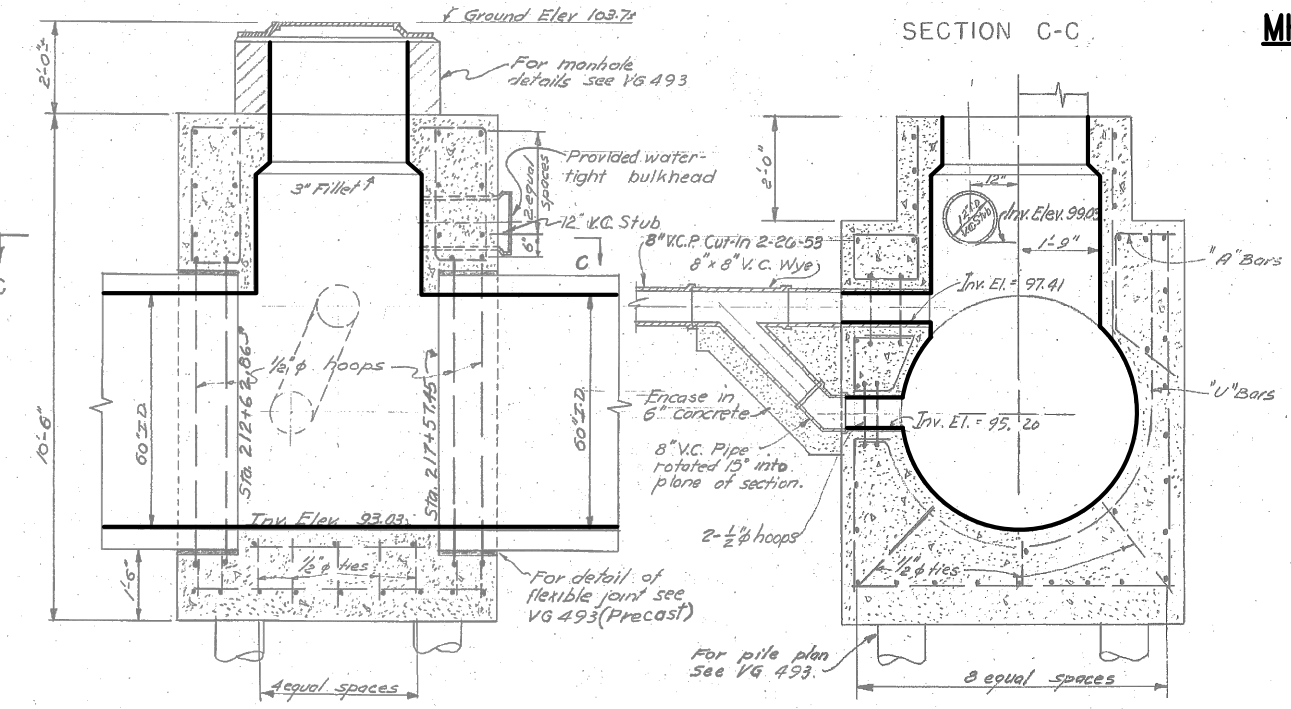 Ground Elev 103.7±
SECTION C-C
2'-0"±
For manhole
details see VG 493
Provided water-
tight bulkhead
2 equal
spaces
3" Fillet
12" V.C. Stub
6"
C
C
10'-6"
60" I.D.
Sta. 212+62.865
1/2" φ hoops
Sta. 217+57.45
60" I.D.
Inv. Elev. 93.03
1/2" φ ties
1'-6"
For detail of
flexible joint see
VG 493 (Precast)
4 equal spaces
2'-0"
12"
12" I.D.
V.C. Stub
Inv. Elev. 99.03
1'-9"
8" V.C.P. Cut-In 2-26-53
8" x 8" V.C. Wye
Inv. El. = 97.41
"A" Bars
"U" Bars
Encase in
6" concrete
Inv. El. = 95.20
8" V.C. Pipe
rotated 15° into
plane of section.
2-1/2" φ hoops
1/2" φ ties
For pile plan
See VG 493.
8 equal spaces